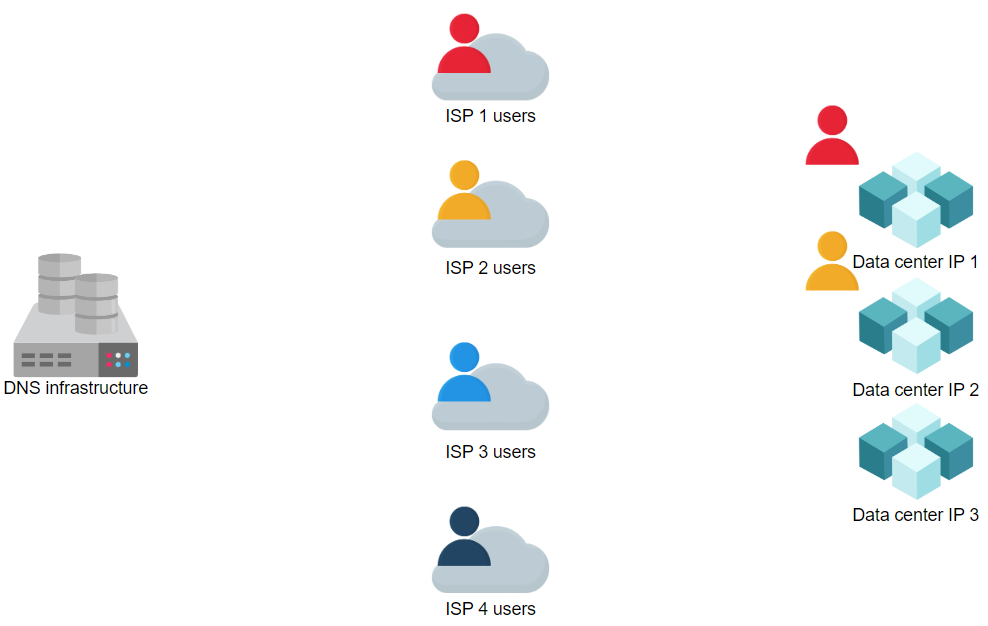 ISP 1 users
ISP 2 users
Data center IP 1
DNS infrastructure
Data center IP 2
ISP 3 users
Data center IP 3
ISP 4 users